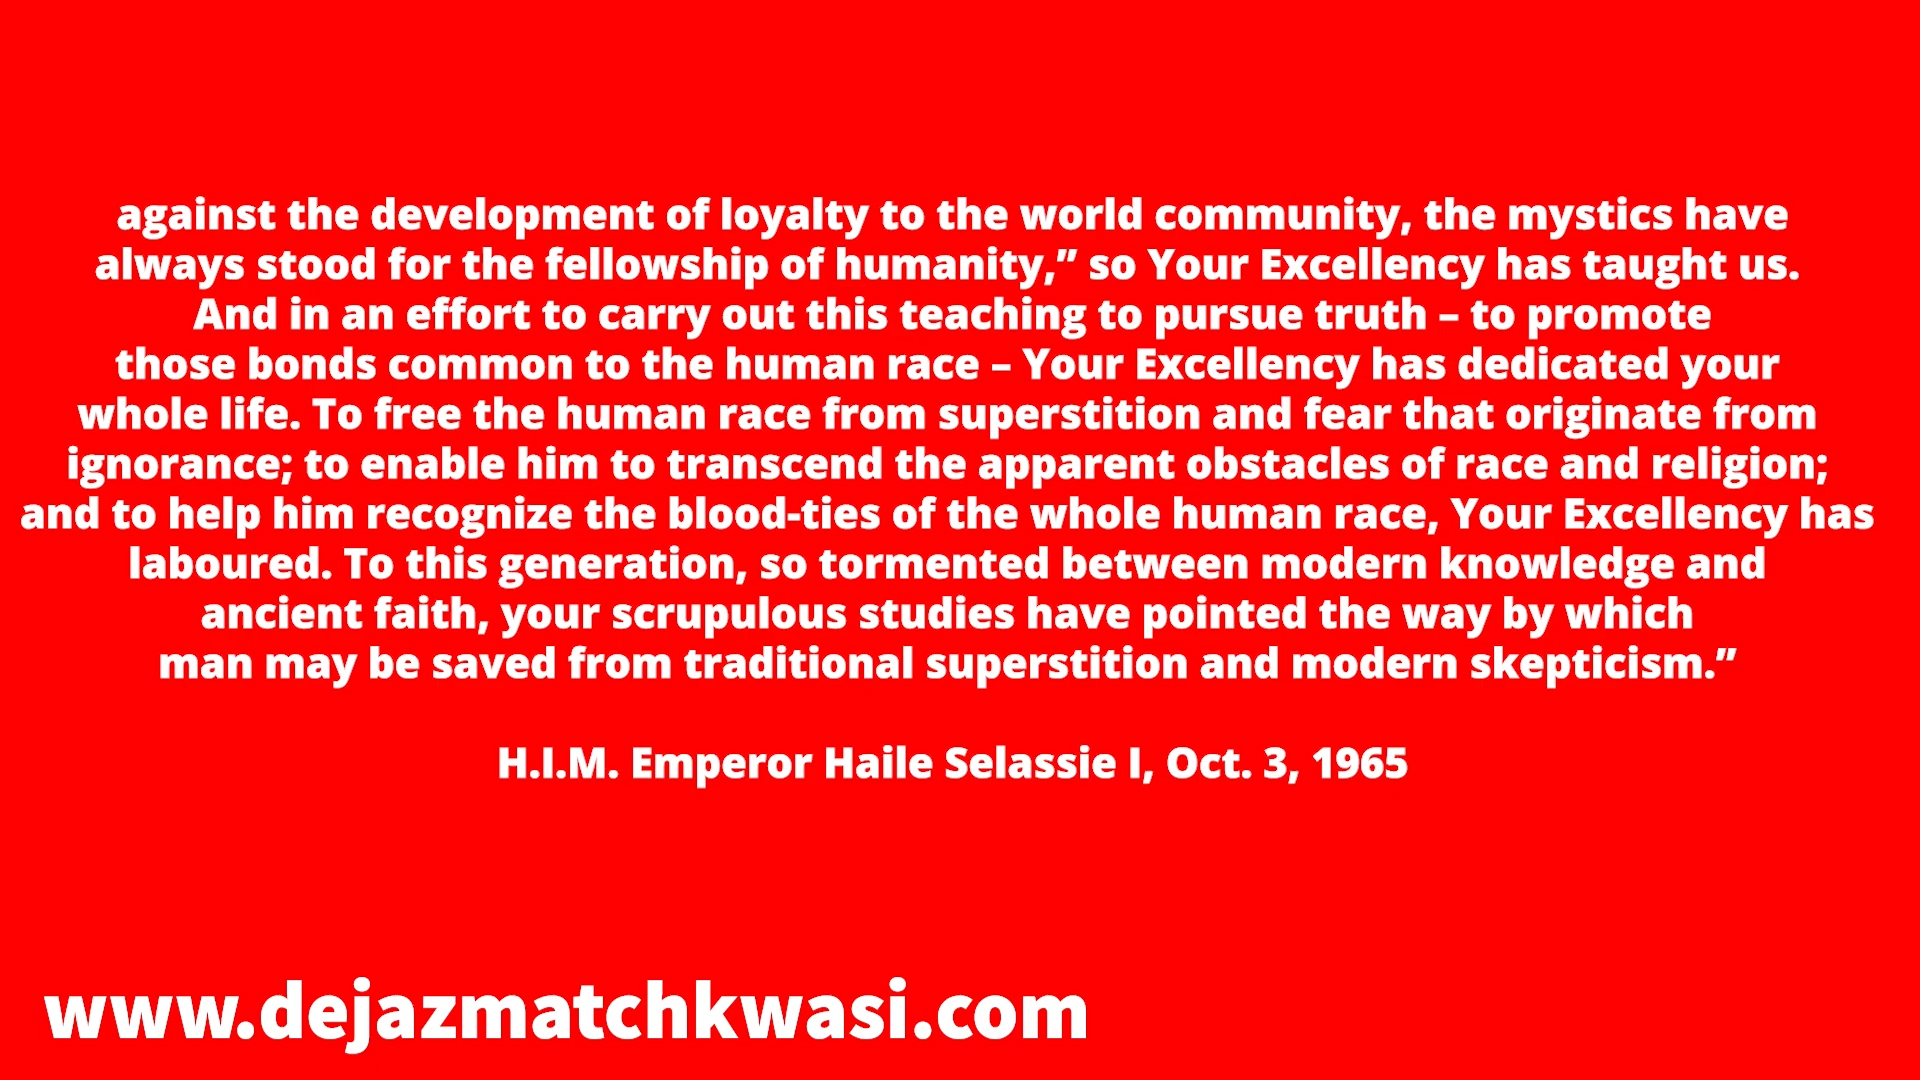 against the development of loyalty to the world community, the mystics have
always stood for the fellowship of humanity,” so Your Excellency has taught us.
And in an effort to carry out this teaching to pursue truth – to promote
those bonds common to the human race – Your Excellency has dedicated your
whole life. To free the human race from superstition and fear that originate from
ignorance; to enable him to transcend the apparent obstacles of race and religion;
and to help him recognize the blood-ties of the whole human race, Your Excellency has
laboured. To this generation, so tormented between modern knowledge and
ancient faith, your scrupulous studies have pointed the way by which
man may be saved from traditional superstition and modern skepticism.”
H.I.M. Emperor Haile Selassie I, Oct. 3, 1965
www.dejazmatchkwasi.com